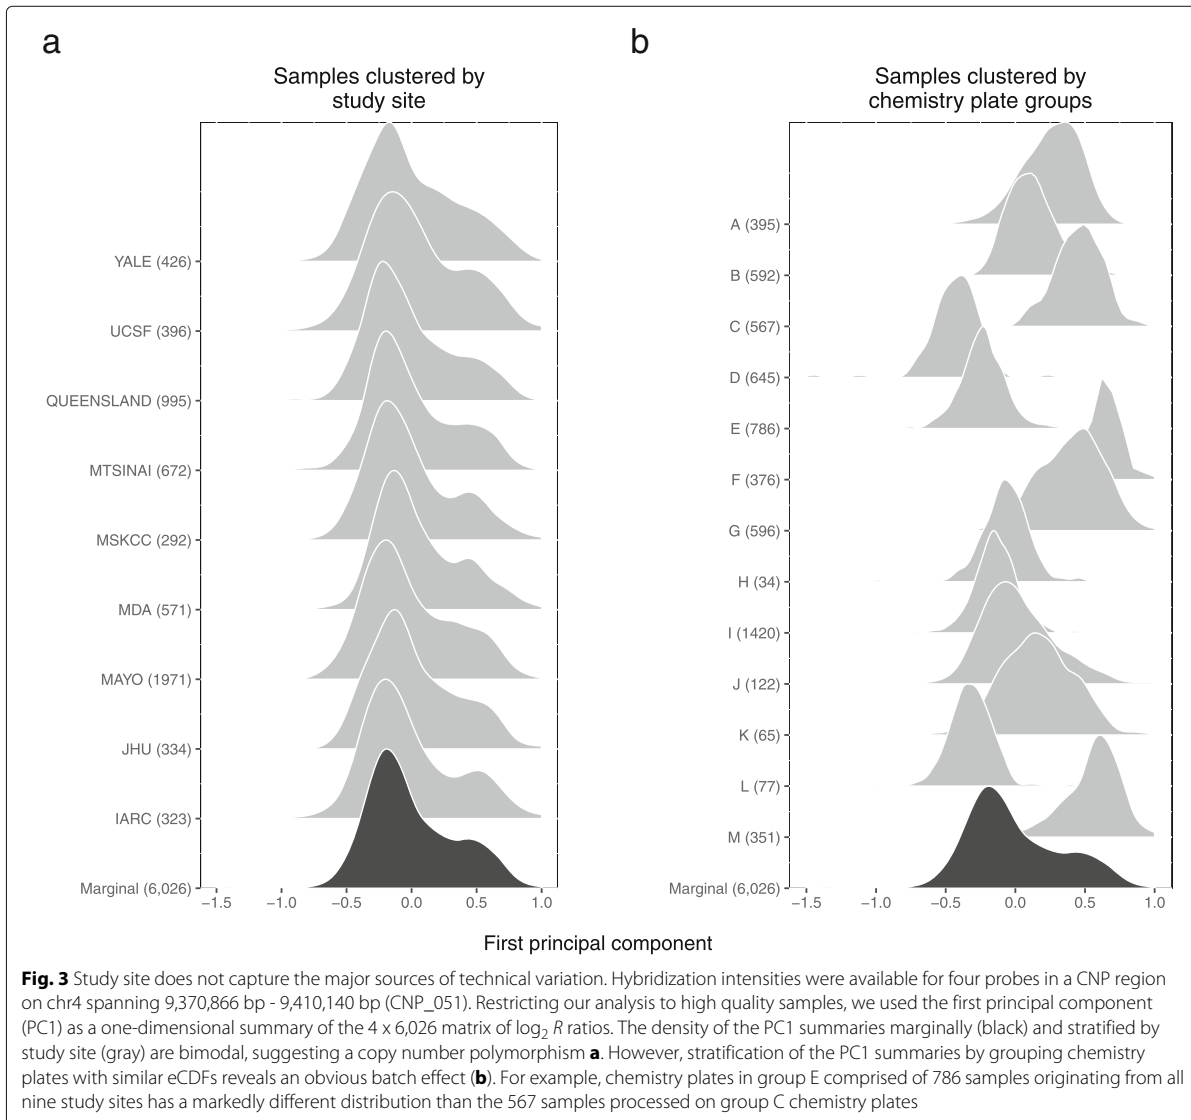 a
Samples clustered by
study site
YALE (426)
UCSF (396)
QUEENSLAND (995)
MTSINAI (672)
MSKCC (292)
MDA (571)
MAYO (1971)
JHU (334)
IARC (323)
Marginal (6,026)
−1.5 −1.0 −0.5 0.0 0.5 1.0
b
Samples clustered by
chemistry plate groups
A (395)
B (592)
C (567)
D (645)
E (786)
F (376)
G (596)
H (34)
I (1420)
J (122)
K (65)
L (77)
M (351)
Marginal (6,026)
−1.5 −1.0 −0.5 0.0 0.5 1.0
First principal component
Fig. 3 Study site does not capture the major sources of technical variation. Hybridization intensities were available for four probes in a CNP region
on chr4 spanning 9,370,866 bp - 9,410,140 bp (CNP_051). Restricting our analysis to high quality samples, we used the first principal component
(PC1) as a one-dimensional summary of the 4 x 6,026 matrix of log2 R ratios. The density of the PC1 summaries marginally (black) and stratified by
study site (gray) are bimodal, suggesting a copy number polymorphism a. However, stratification of the PC1 summaries by grouping chemistry
plates with similar eCDFs reveals an obvious batch effect (b). For example, chemistry plates in group E comprised of 786 samples originating from all
nine study sites has a markedly different distribution than the 567 samples processed on group C chemistry plates